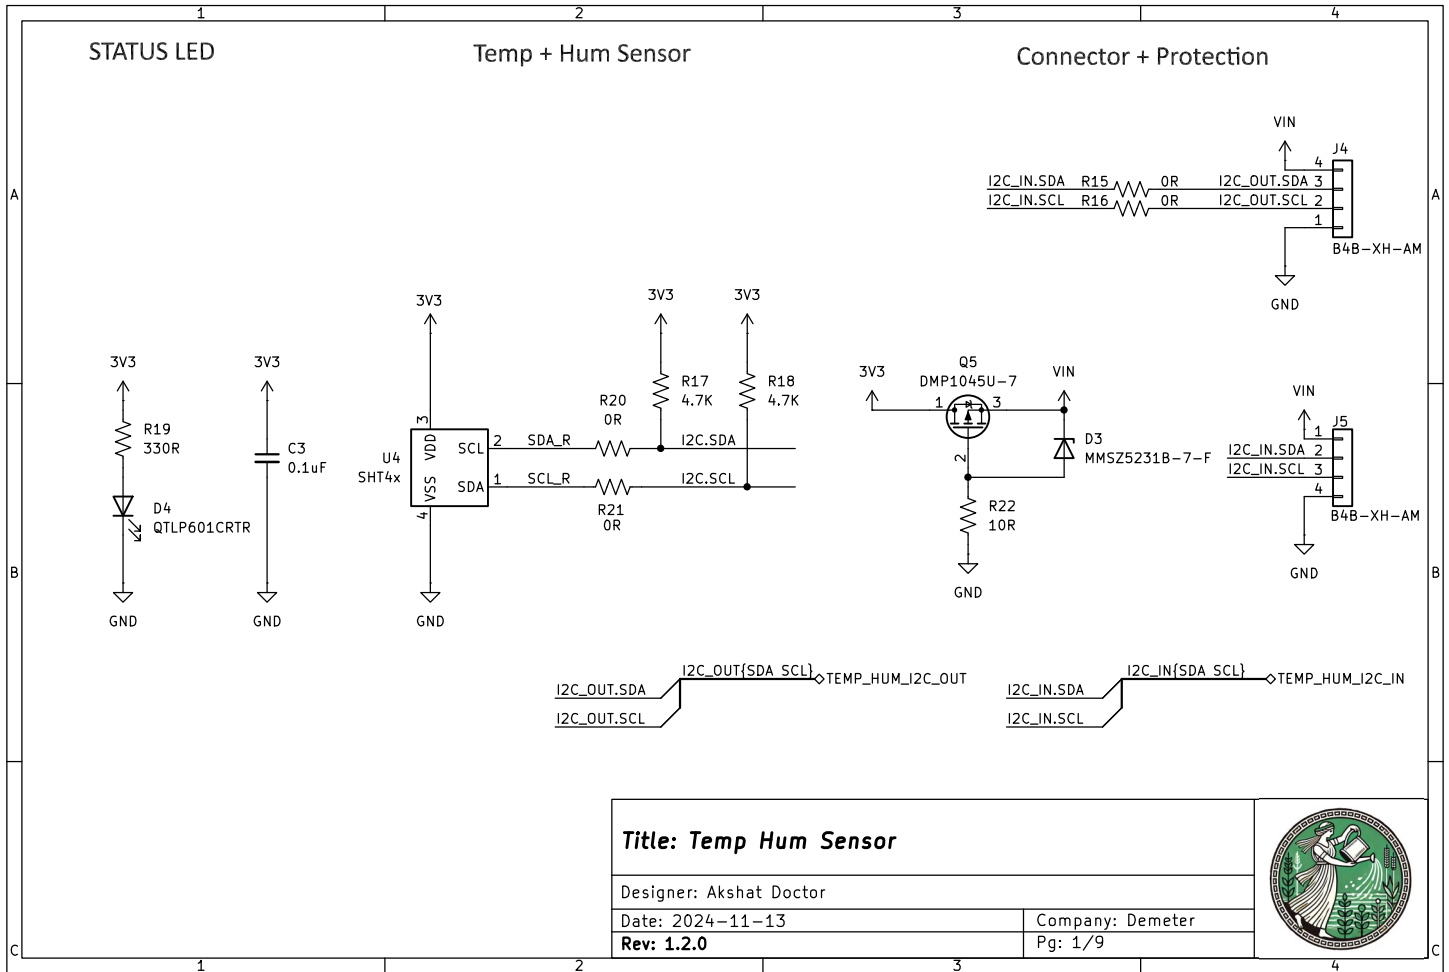 1 2 3 4
STATUS LED
Temp + Hum Sensor
Connector + Protection
A
A
VIN
J4
4
I2C_IN.SDA R15 0R I2C_OUT.SDA 3
I2C_IN.SCL R16 0R I2C_OUT.SCL 2
1
B4B-XH-AM
GND
3V3
R19
330R
D4
QTLP601CRTR
GND
3V3
C3
0.1uF
GND
3V3
U4
SHT4x
3
VDD
VSS
4
SCL 2 SDA_R
SDA 1 SCL_R
GND
R20
0R
R21
0R
3V3
R17
4.7K
I2C.SDA
3V3
R18
4.7K
I2C.SCL
3V3
Q5
DMP1045U-7
1
3
2
VIN
D3
MMSZ5231B-7-F
R22
10R
GND
VIN
J5
1
I2C_IN.SDA 2
I2C_IN.SCL 3
4
B4B-XH-AM
GND
B
B
I2C_OUT{SDA SCL}
TEMP_HUM_I2C_OUT
I2C_OUT.SDA
I2C_OUT.SCL
I2C_IN{SDA SCL}
TEMP_HUM_I2C_IN
I2C_IN.SDA
I2C_IN.SCL
Title: Temp Hum Sensor
Designer: Akshat Doctor
Date: 2024-11-13
Company: Demeter
Rev: 1.2.0
Pg: 1/9
C
C
1 2 3 4